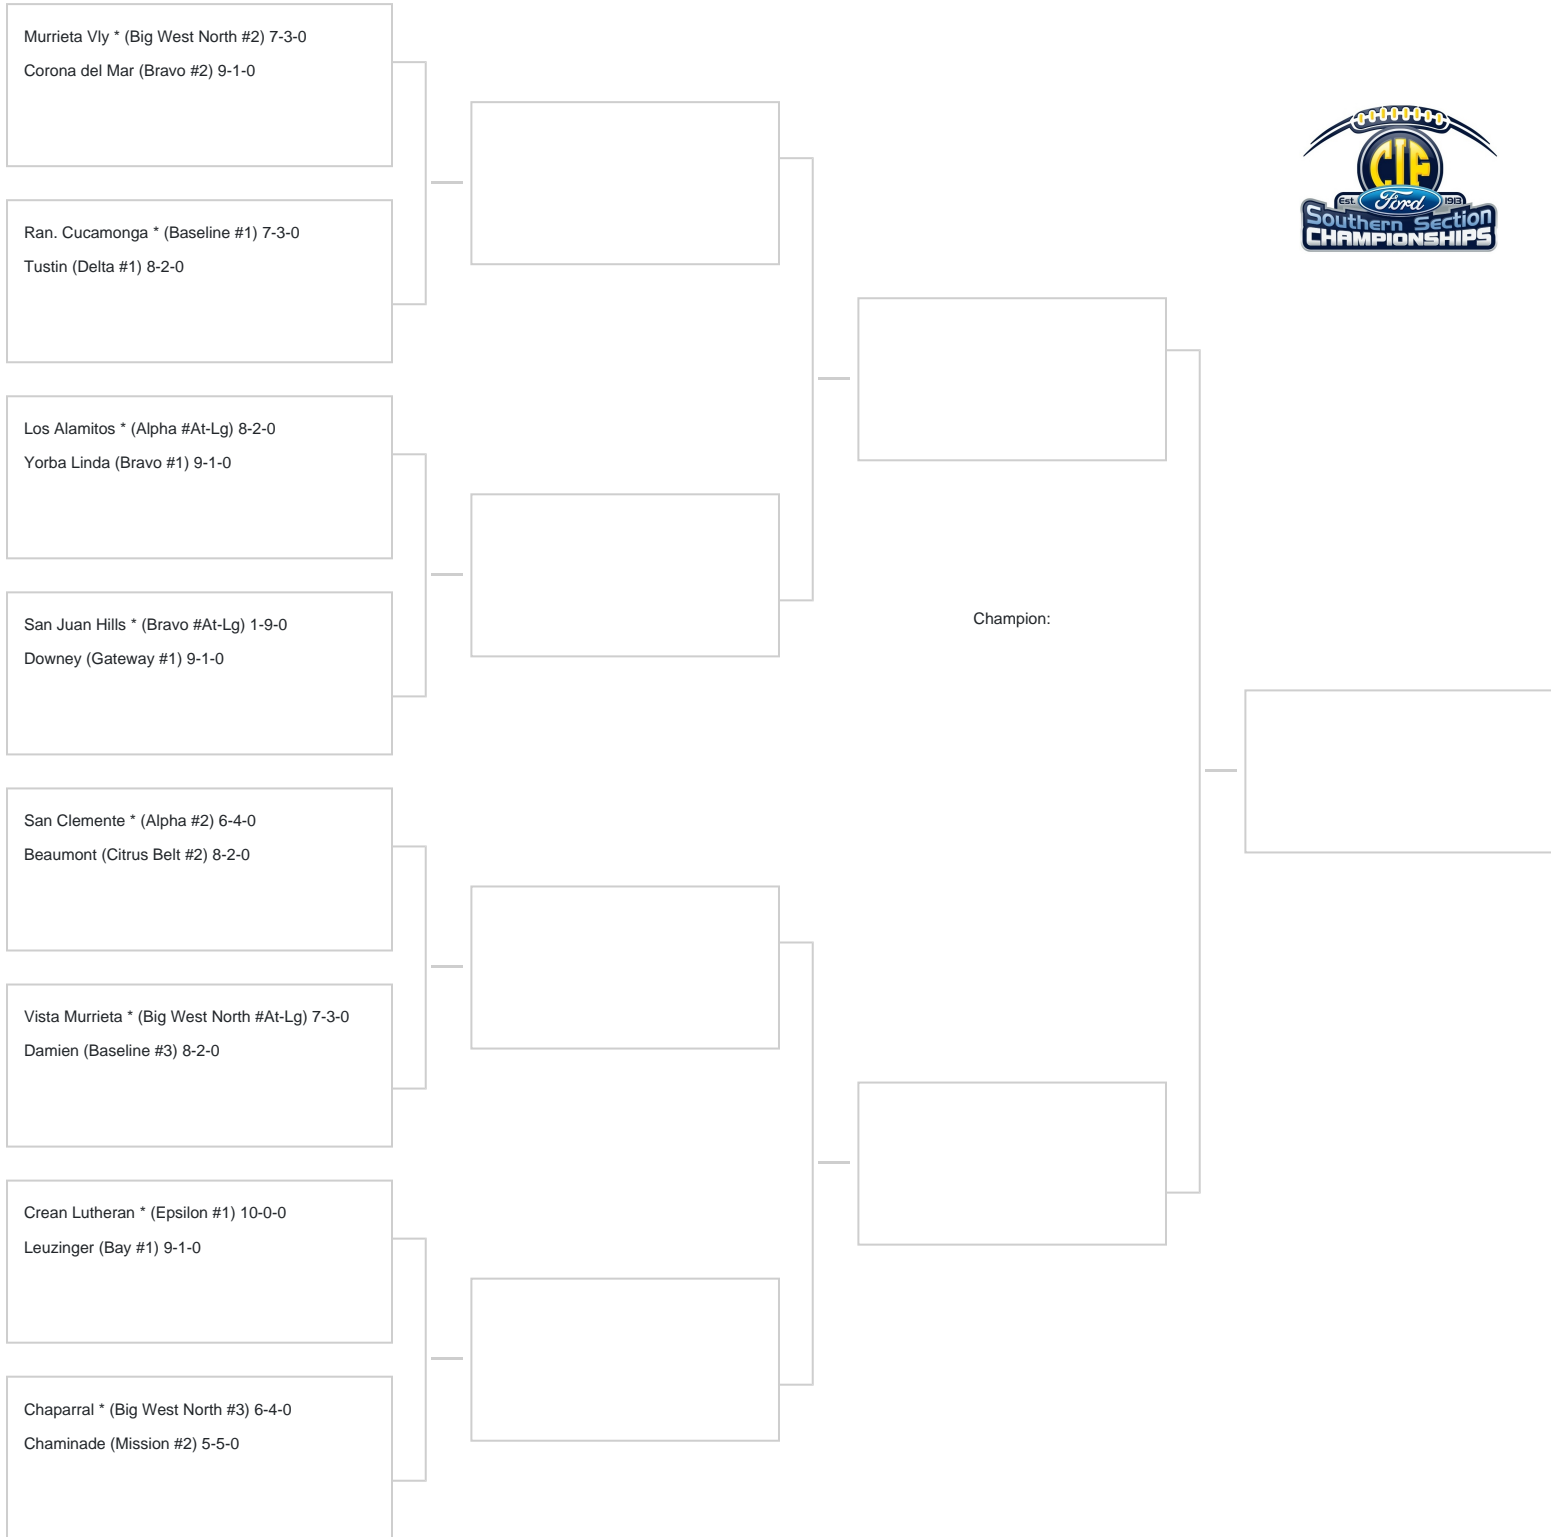 Murrieta Vly * (Big West North #2) 7-3-0
Corona del Mar (Bravo #2) 9-1-0
Ran. Cucamonga * (Baseline #1) 7-3-0
Tustin (Delta #1) 8-2-0
Los Alamitos * (Alpha #At-Lg) 8-2-0
Yorba Linda (Bravo #1) 9-1-0
San Juan Hills * (Bravo #At-Lg) 1-9-0
Downey (Gateway #1) 9-1-0
San Clemente * (Alpha #2) 6-4-0
Beaumont (Citrus Belt #2) 8-2-0
Vista Murrieta * (Big West North #At-Lg) 7-3-0
Damien (Baseline #3) 8-2-0
Crean Lutheran * (Epsilon #1) 10-0-0
Leuzinger (Bay #1) 9-1-0
Chaparral * (Big West North #3) 6-4-0
Chaminade (Mission #2) 5-5-0
Champion:
CIF
Est. Ford 1913
Southern Section
CHAMPIONSHIPS